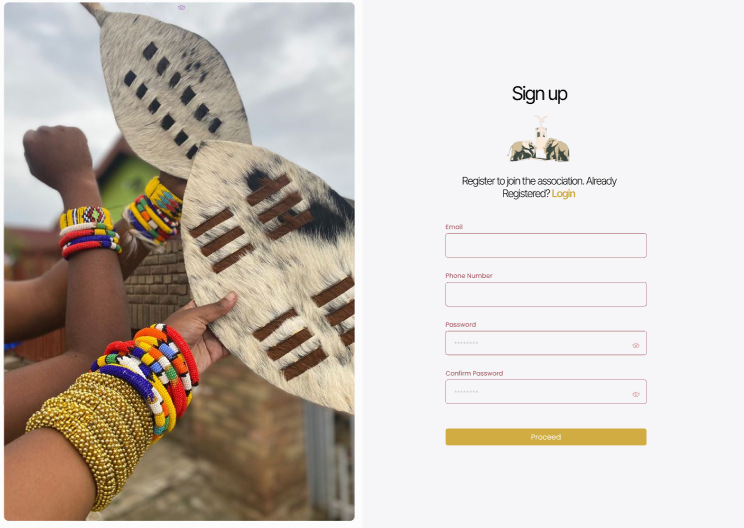 Sign up
Register to join the association. Already
Registered? Login
Email
Phone Number
Password
********
Confirm Password
********
Proceed